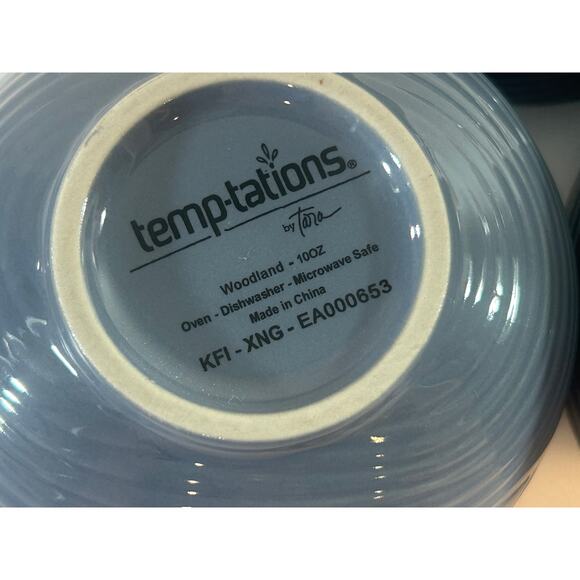 temp-tations®
by Tara
Woodland - 10OZ
Oven - Dishwasher - Microwave Safe
Made in China
KFI - XNG - EA000653